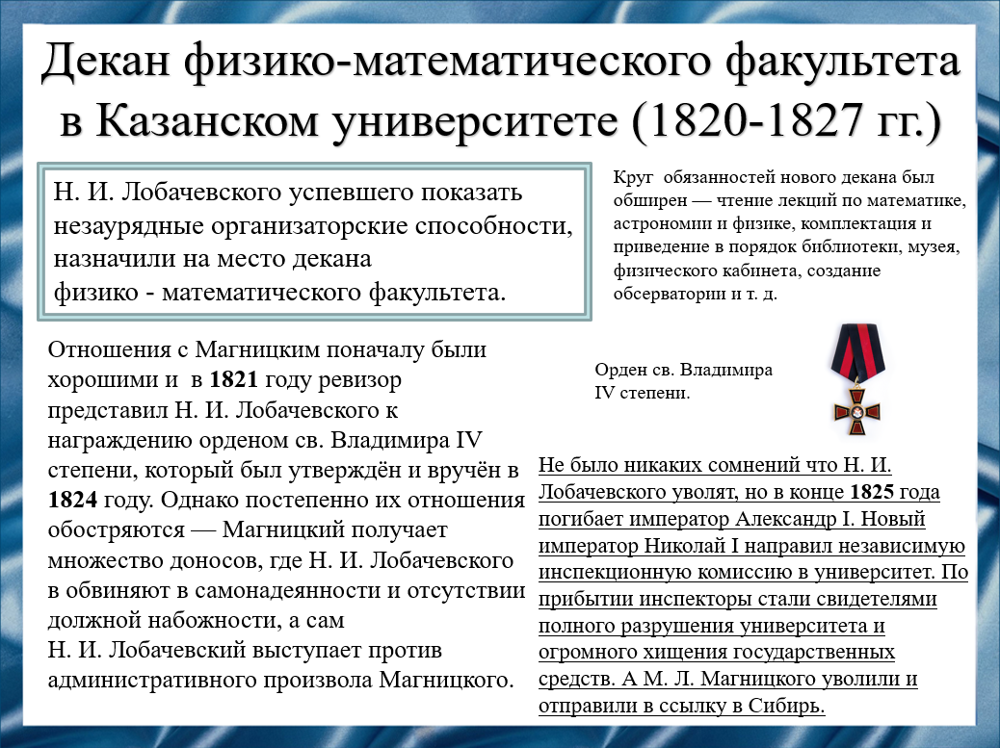 Декан физико-математического факультета
в Казанском университете (1820-1827 гг.)
Н. И. Лобачевского успевшего показать
незаурядные организаторские способности,
назначили на место декана
физико - математического факультета.
Круг  обязанностей нового декана был
обширен — чтение лекций по математике,
астрономии и физике, комплектация и
приведение в порядок библиотеки, музея,
физического кабинета, создание
обсерватории и т. д.
Отношения с Магницким поначалу были
хорошими и  в 1821 году ревизор
представил Н. И. Лобачевского к
награждению орденом св. Владимира IV
степени, который был утверждён и вручён в
1824 году. Однако постепенно их отношения
обостряются — Магницкий получает
множество доносов, где Н. И. Лобачевского
в обвиняют в самонадеянности и отсутствии
должной набожности, а сам
Н. И. Лобачевский выступает против
административного произвола Магницкого.
Орден св. Владимира
IV степени.
Не было никаких сомнений что Н. И.
Лобачевского уволят, но в конце 1825 года
погибает император Александр I. Новый
император Николай I направил независимую
инспекционную комиссию в университет. По
прибытии инспекторы стали свидетелями
полного разрушения университета и
огромного хищения государственных
средств. А М. Л. Магницкого уволили и
отправили в ссылку в Сибирь.